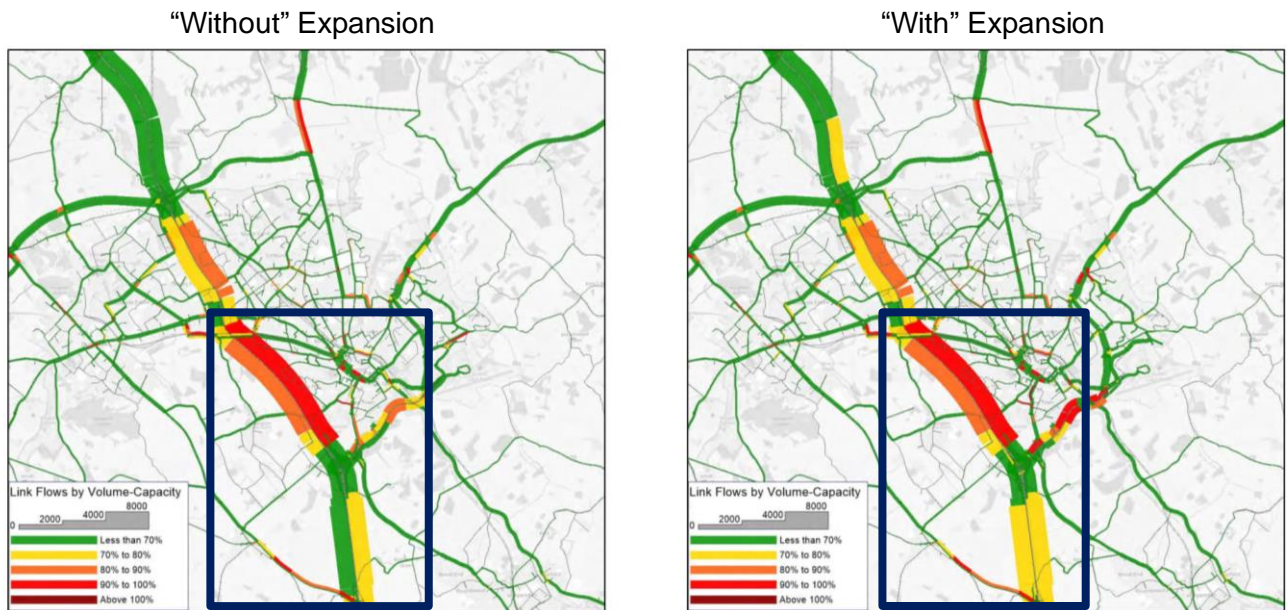 “Without” Expansion
“With” Expansion
Link Flows by Volume-Capacity
8000
4000
2000
0
Less than 70%
70% to 80%
80% to 90%
90% to 100%
Above 100%
Link Flows by Volume-Capacity
8000
4000
2000
0
Less than 70%
70% to 80%
80% to 90%
90% to 100%
Above 100%